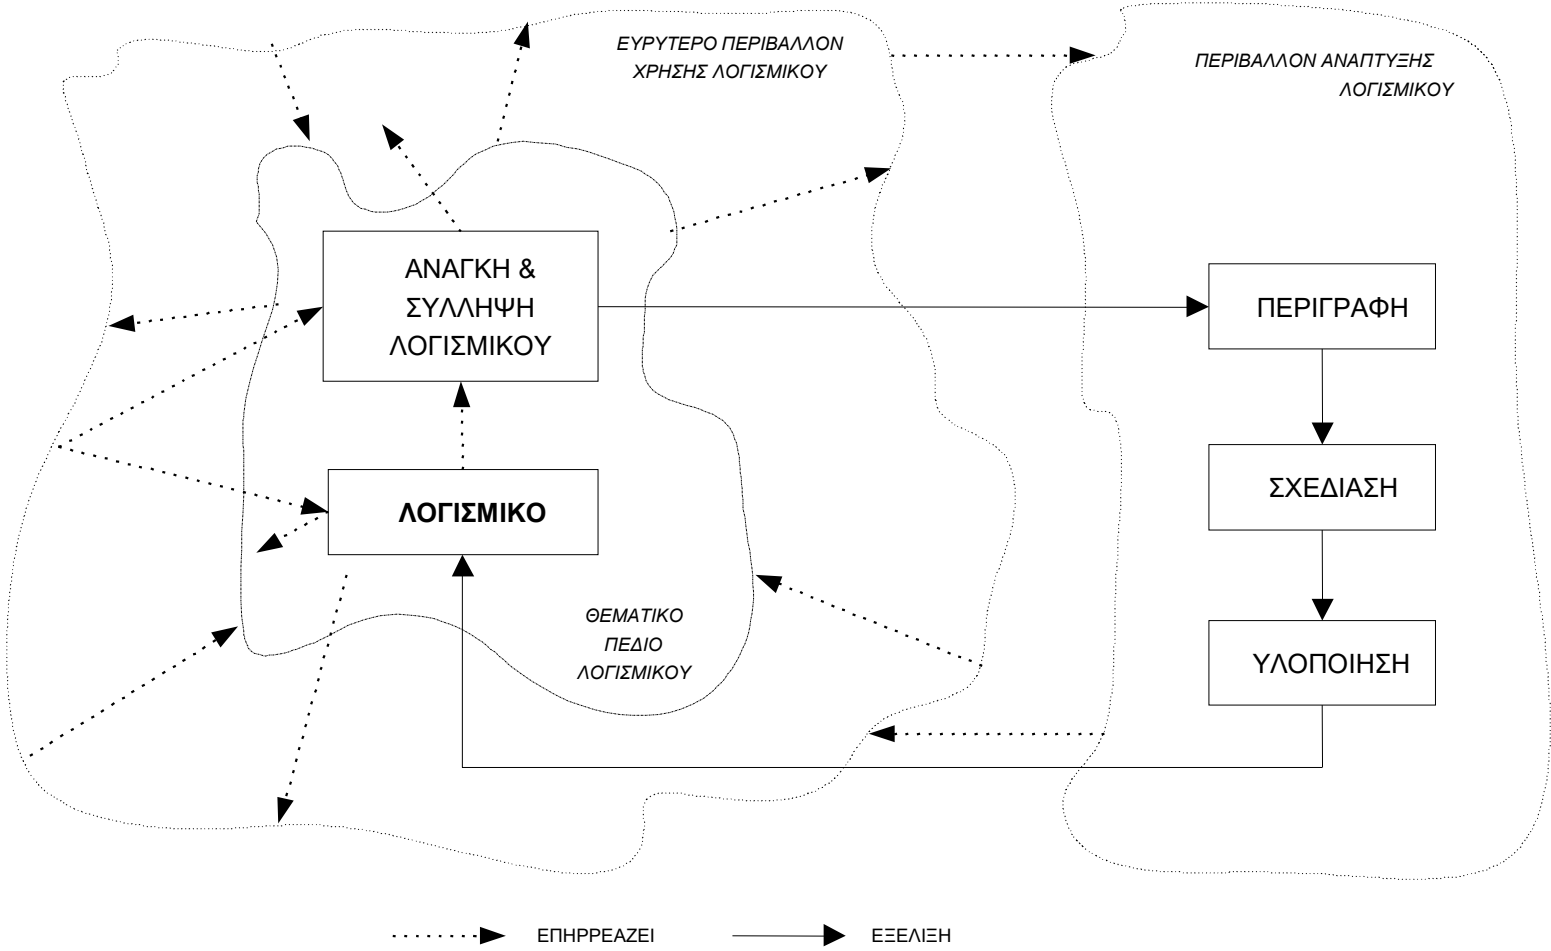 ΕΥΡΥΤΕΡΟ ΠΕΡΙΒΑΛΛΟΝ
ΧΡΗΣΗΣ ΛΟΓΙΣΜΙΚΟΥ
ΠΕΡΙΒΑΛΛΟΝ ΑΝΑΠΤΥΞΗΣ
ΛΟΓΙΣΜΙΚΟΥ
ΑΝΑΓΚΗ &
ΣΥΛΛΗΨΗ
ΛΟΓΙΣΜΙΚΟΥ
ΠΕΡΙΓΡΑΦΗ
ΣΧΕΔΙΑΣΗ
ΛΟΓΙΣΜΙΚΟ
ΘΕΜΑΤΙΚΟ
ΠΕΔΙΟ
ΛΟΓΙΣΜΙΚΟΥ
ΥΛΟΠΟΙΗΣΗ
ΕΠΗΡΡΕΑΖΕΙ
ΕΞΕΛΙΞΗ